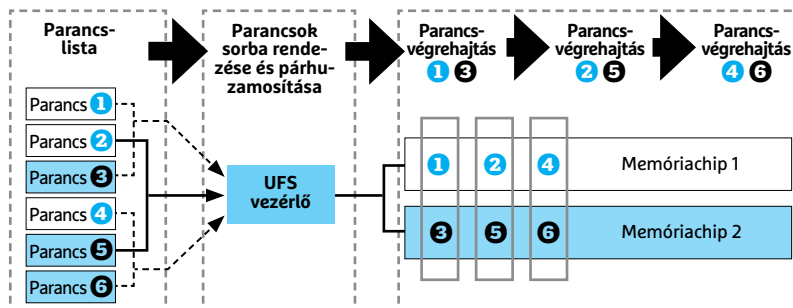 Parancs-
lista
Parancsok
sorba rende-
zése és párhu-
zamosítása
Parancs-
végrehajtás
1 3
Parancs-
végrehajtás
2 5
Parancs-
végrehajtás
4 6
Parancs 1
Parancs 2
Parancs 3
Parancs 4
Parancs 5
Parancs 6
UFS
vezérlő
1 2 4 Memóriachip 1
3 5 6 Memóriachip 2